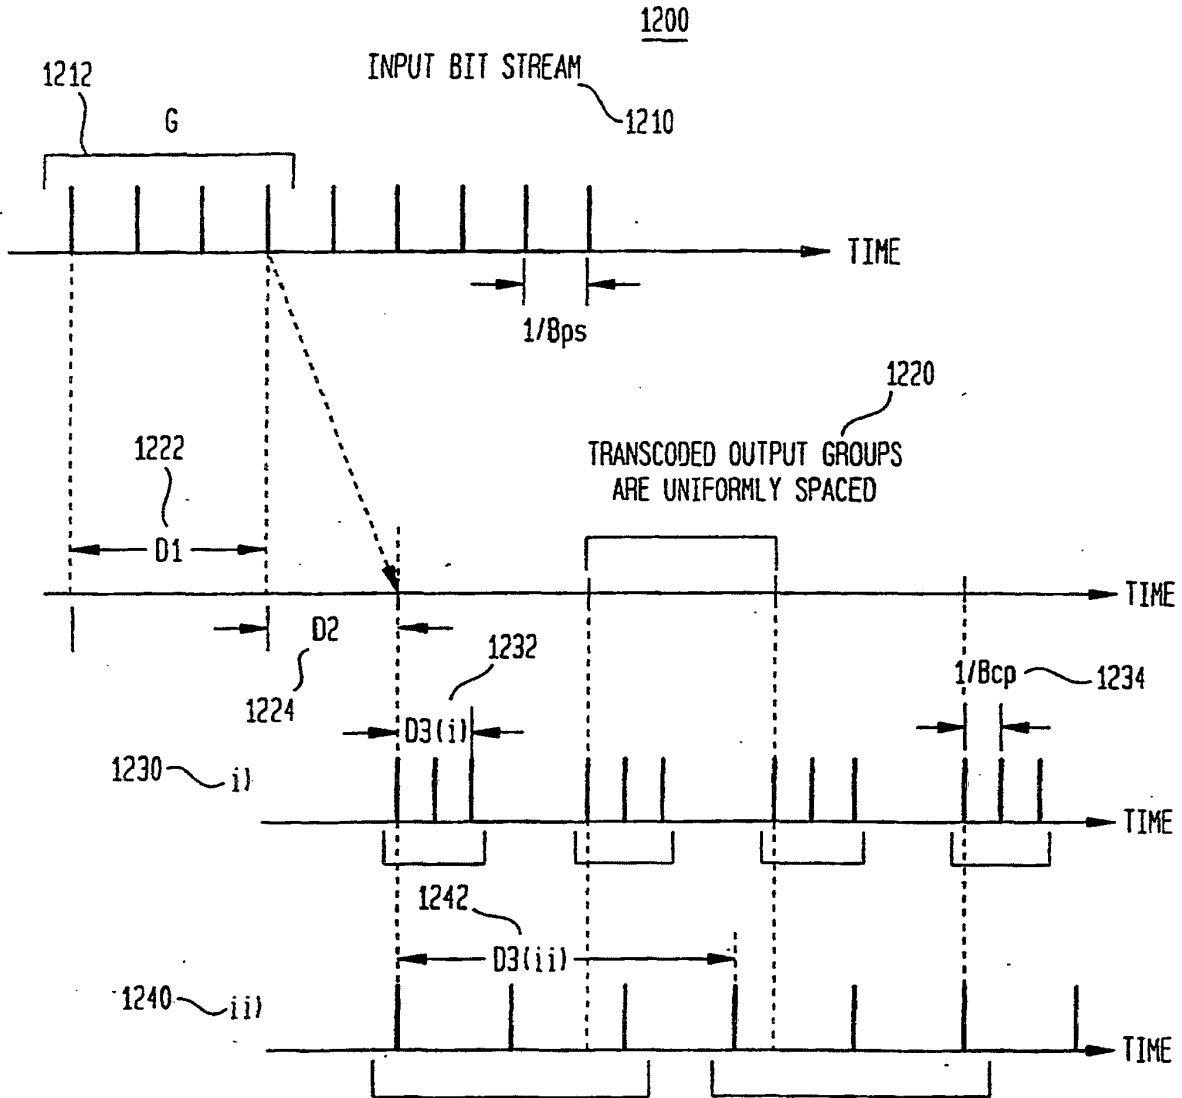 1200
INPUT BIT STREAM
1210
1212
G
TIME
1/Bps
1220
TRANSCODED OUTPUT GROUPS
ARE UNIFORMLY SPACED
1222
D1
TIME
D2
1224
1232
1/Bcp
1234
D3(i)
1230
i)
TIME
1242
D3(ii)
1240
ii)
TIME